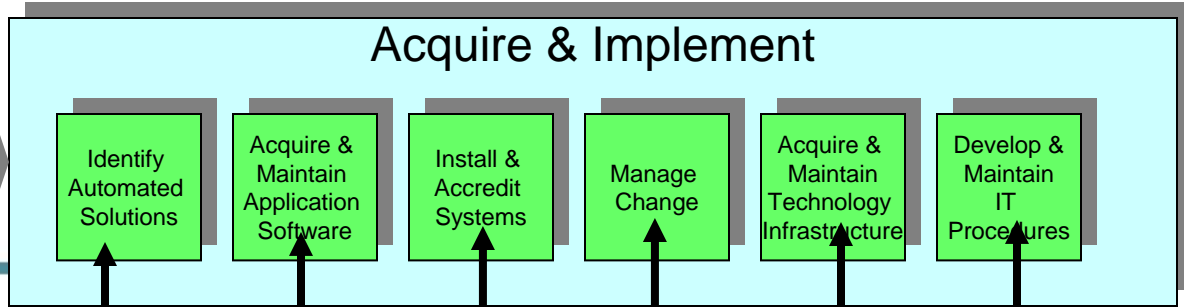 Acquire & Implement
Identify
Automated
Solutions
Acquire &
Maintain
Application
Software
Install &
Accredit
Systems
Manage
Change
Acquire &
Maintain
Technology
Infrastructure
Develop &
Maintain
IT
Procedures